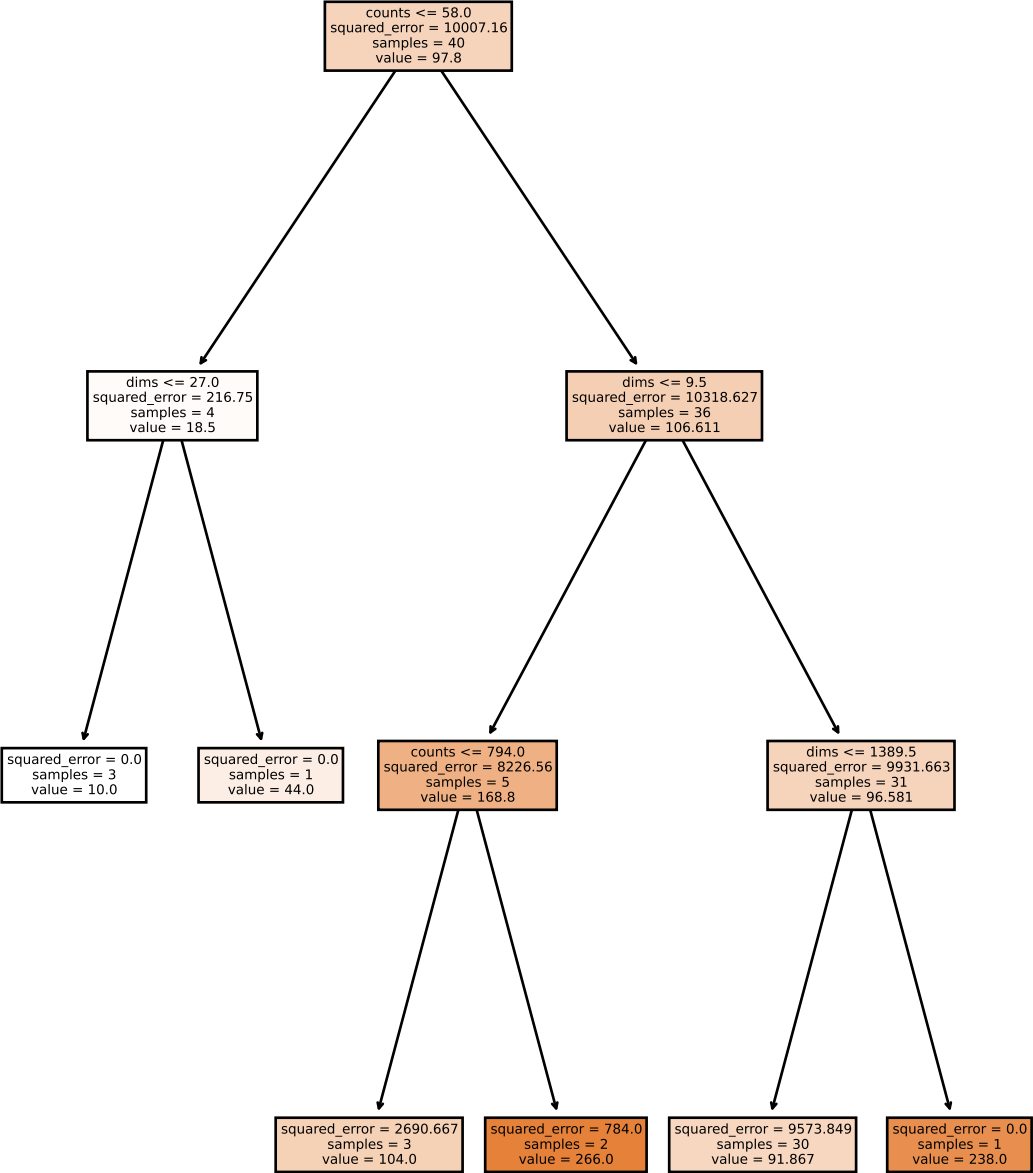 counts <= 58.0
squared_error = 10007.16
samples = 40
value = 97.8
dims <= 27.0
squared_error = 216.75
samples = 4
value = 18.5
dims <= 9.5
squared_error = 10318.627
samples = 36
value = 106.611
squared_error = 0.0
samples = 3
value = 10.0
squared_error = 0.0
samples = 1
value = 44.0
counts <= 794.0
squared_error = 8226.56
samples = 5
value = 168.8
dims <= 1389.5
squared_error = 9931.663
samples = 31
value = 96.581
squared_error = 2690.667
samples = 3
value = 104.0
squared_error = 784.0
samples = 2
value = 266.0
squared_error = 9573.849
samples = 30
value = 91.867
squared_error = 0.0
samples = 1
value = 238.0